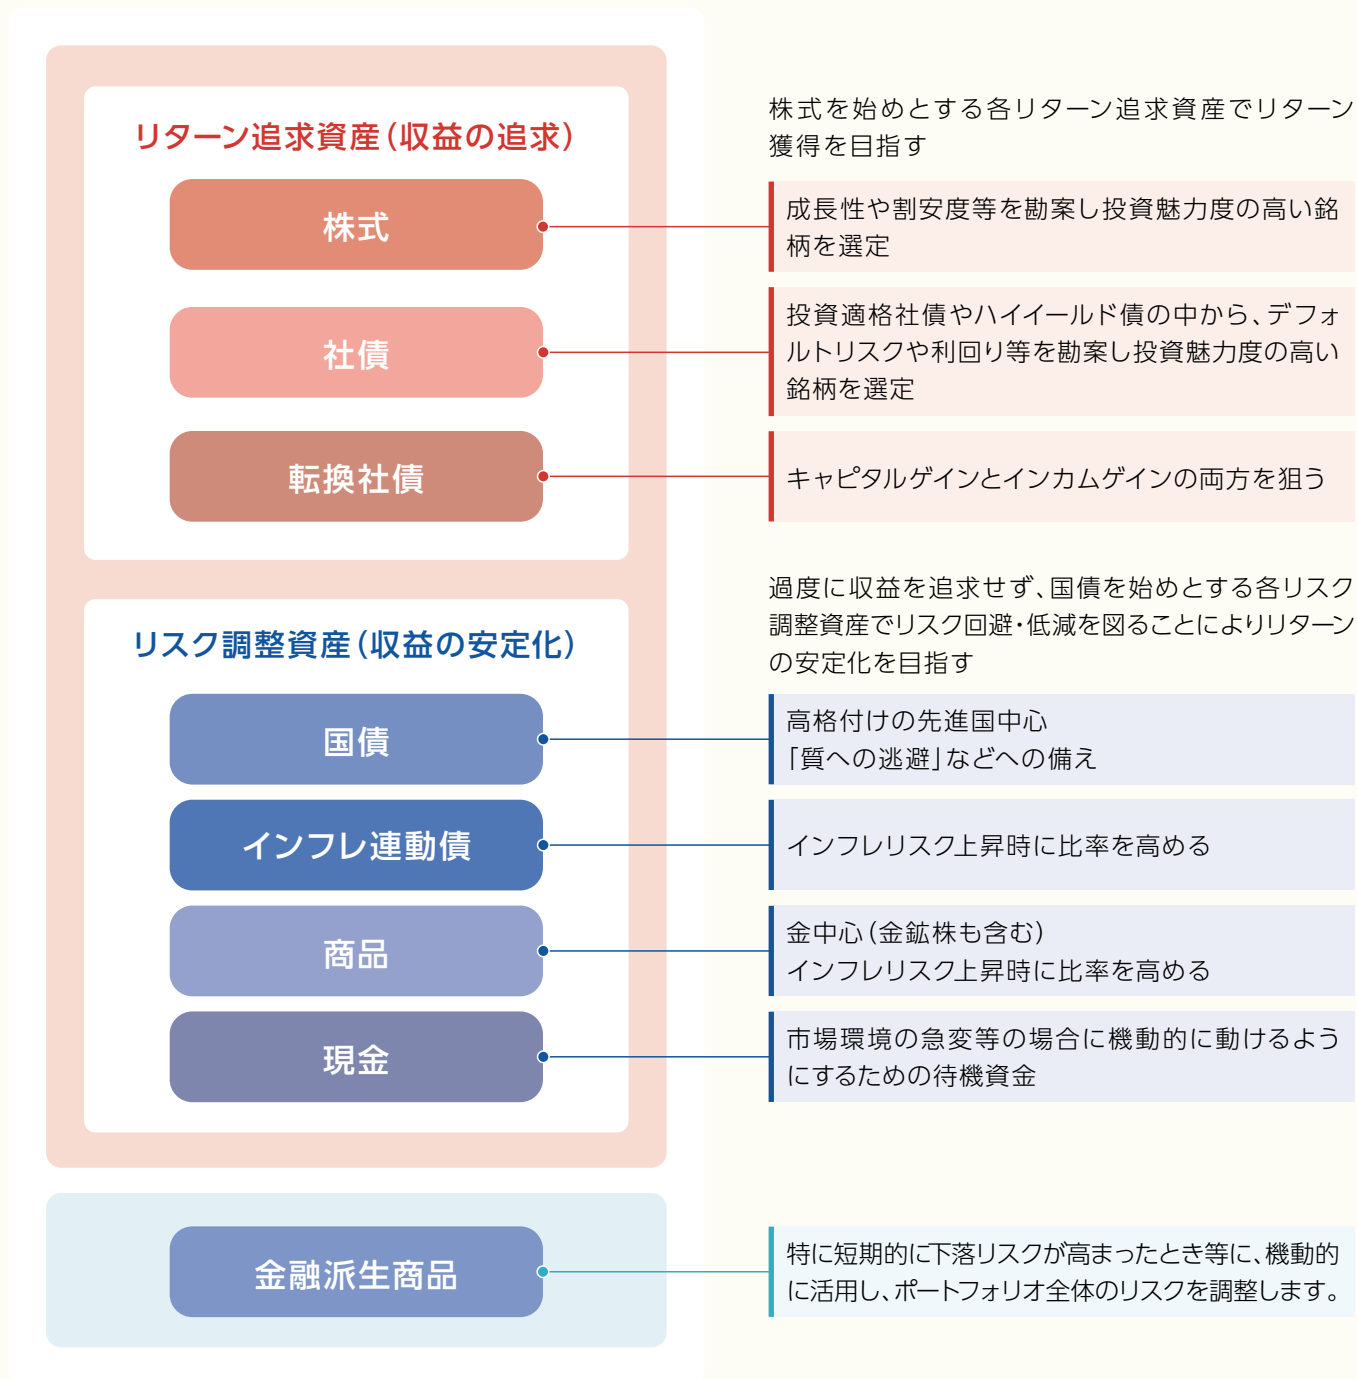 リターン追求資産（収益の追求）
株式を始めとする各リターン追求資産でリターン
獲得を目指す
株式
成長性や割安度等を勘案し投資魅力度の高い銘
柄を選定
社債
投資適格社債やハイイールド債の中から、デフォ
ルトリスクや利回り等を勘案し投資魅力度の高い
銘柄を選定
転換社債
キャピタルゲインとインカムゲインの両方を狙う
リスク調整資産（収益の安定化）
過度に収益を追求せず、国債を始めとする各リスク
調整資産でリスク回避・低減を図ることによりリターン
の安定化を目指す
国債
高格付けの先進国中心
「質への逃避」などへの備え
インフレ連動債
インフレリスク上昇時に比率を高める
商品
金中心（金鉱株も含む）
インフレリスク上昇時に比率を高める
現金
市場環境の急変等の場合に機動的に動けるよう
にするための待機資金
金融派生商品
特に短期的に下落リスクが高まったとき等に、機動的
に活用し、ポートフォリオ全体のリスクを調整します。